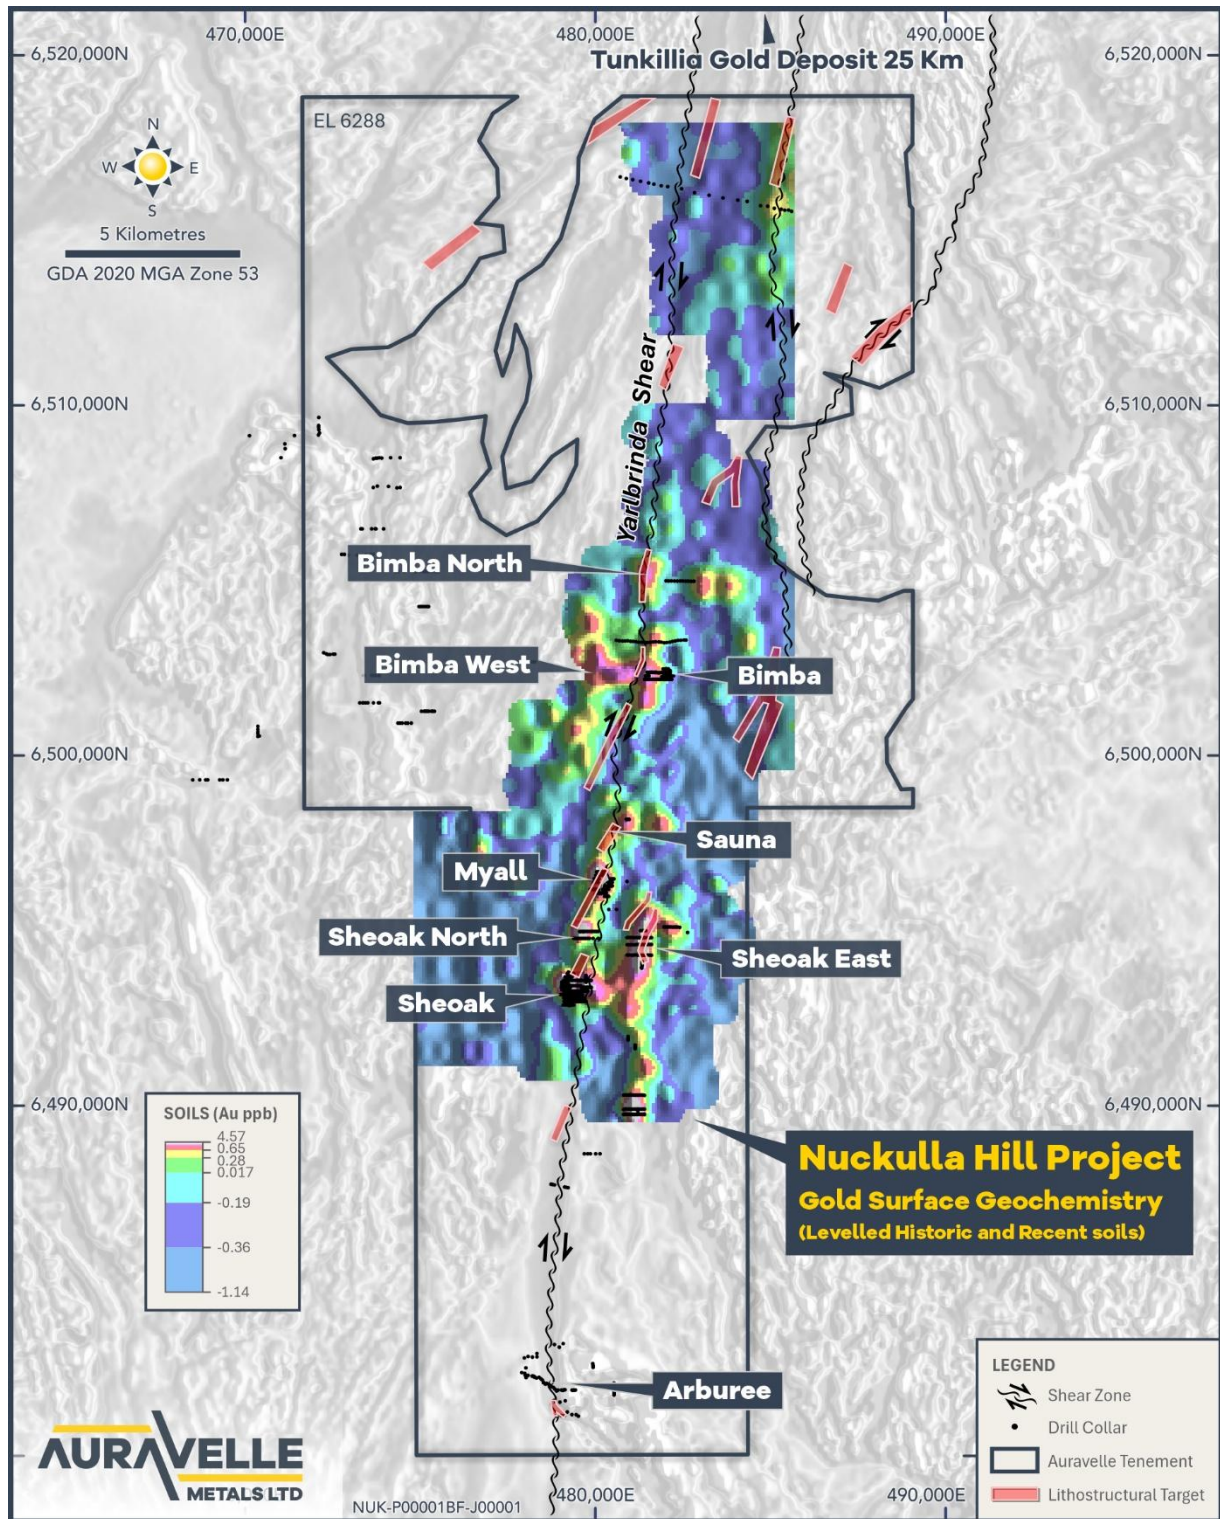 470,000E
480,000E
490,000E
6,520,000N
Tunkillia Gold Deposit 25 Km
6,520,000N
EL 6288
N
W
E
S
5 Kilometres
GDA 2020 MGA Zone 53
Yarlbrinda Shear
6,510,000N
6,510,000N
Bimba North
Bimba West
Bimba
6,500,000N
6,500,000N
Sauna
Myall
Sheoak North
Sheoak East
Sheoak
6,490,000N
6,490,000N
SOILS (Au ppb)
4.57
0.65
0.28
0.017
-0.19
-0.36
-1.14
Nuckulla Hill Project
Gold Surface Geochemistry
(Levelled Historic and Recent soils)
Arburee
LEGEND
Shear Zone
Drill Collar
Auravelle Tenement
Lithostructural Target
AURAVELLE
METALS LTD
NUK-P00001BF-J00001
480,000E
490,000E